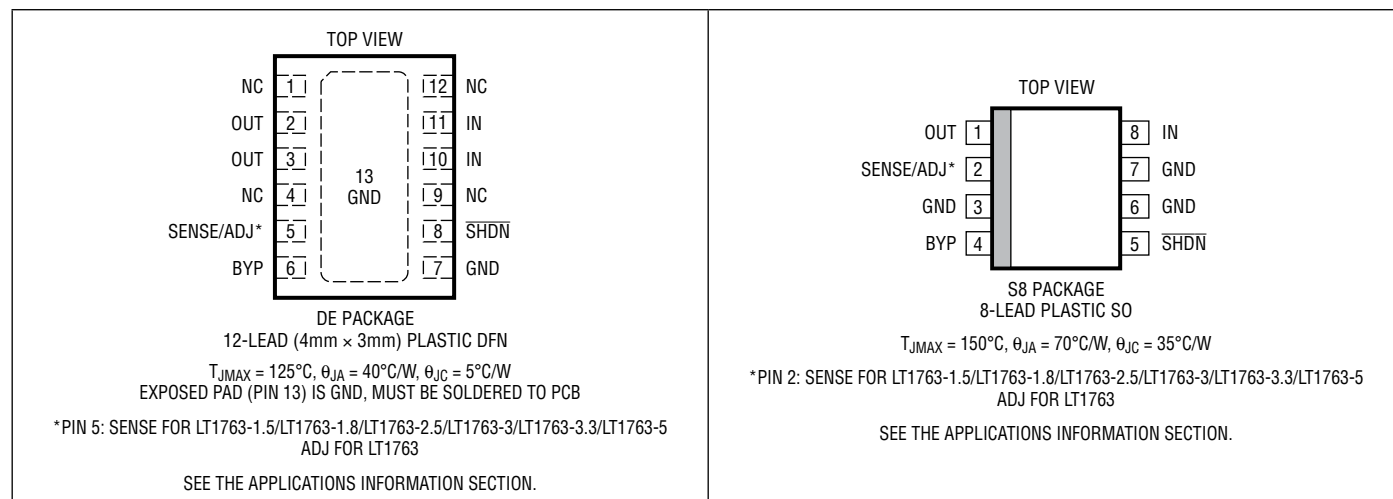 TOP VIEW
NC 1 12 NC
OUT 2 11 IN
OUT 3 10 IN
NC 4 9 NC
SENSE/ADJ* 5 8 S̅H̅D̅N̅
BYP 6 7 GND
13
GND
DE PACKAGE
12-LEAD (4mm × 3mm) PLASTIC DFN
TJMAX = 125°C, θJA = 40°C/W, θJC = 5°C/W
EXPOSED PAD (PIN 13) IS GND, MUST BE SOLDERED TO PCB
*PIN 5: SENSE FOR LT1763-1.5/LT1763-1.8/LT1763-2.5/LT1763-3/LT1763-3.3/LT1763-5
ADJ FOR LT1763
SEE THE APPLICATIONS INFORMATION SECTION.
TOP VIEW
OUT 1 8 IN
SENSE/ADJ* 2 7 GND
GND 3 6 GND
BYP 4 5 S̅H̅D̅N̅
S8 PACKAGE
8-LEAD PLASTIC SO
TJMAX = 150°C, θJA = 70°C/W, θJC = 35°C/W
*PIN 2: SENSE FOR LT1763-1.5/LT1763-1.8/LT1763-2.5/LT1763-3/LT1763-3.3/LT1763-5
ADJ FOR LT1763
SEE THE APPLICATIONS INFORMATION SECTION.